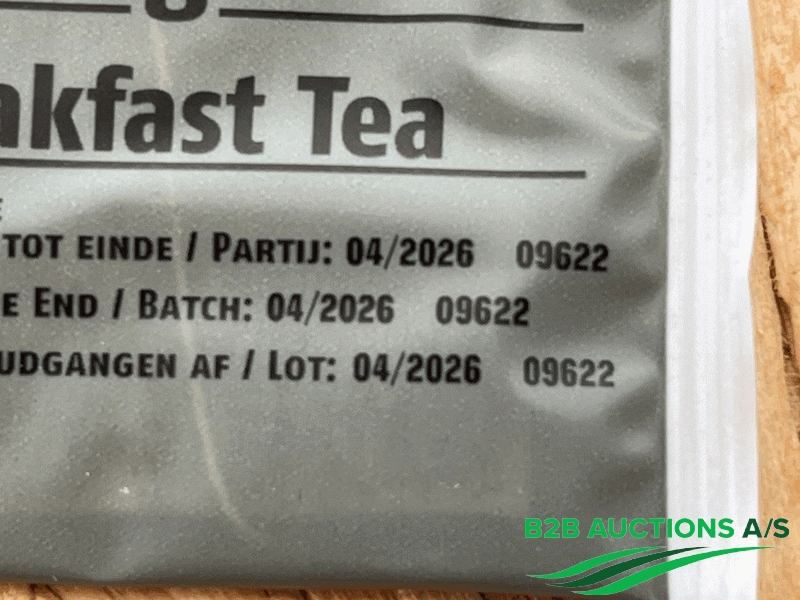 akfast Tea
TOT EINDE / PARTIJ: 04/2026 09622
E END / BATCH: 04/2026 09622
UDGANGEN AF / LOT: 04/2026 09622
B2B AUCTIONS A/S